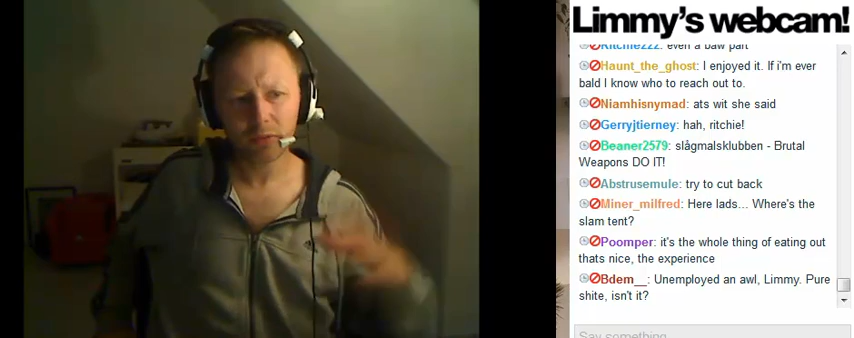 Limmy's webcam!
Ritchie222: even a baw part
Haunt_the_ghost: I enjoyed it. If i'm ever
bald I know who to reach out to.
Niamhisnymad: ats wit she said
Gerryjtierney: hah, ritchie!
Beaner2579: slågmalsklubben - Brutal
Weapons DO IT!
Abstrusemule: try to cut back
Miner_milfred: Here lads... Where's the
slam tent?
Poomper: it's the whole thing of eating out
thats nice, the experience
Bdem__: Unemployed an awl, Limmy. Pure
shite, isn't it?
Say something